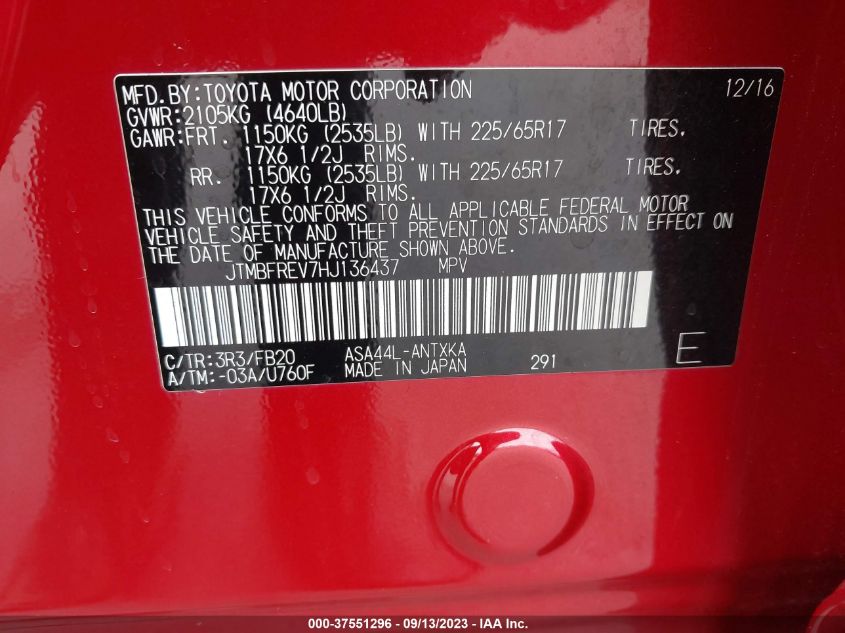 MFD.BY:TOYOTA MOTOR CORPORATION 12/16
GVWR:2105KG (4640LB)
GAWR:FRT. 1150KG (2535LB) WITH 225/65R17 TIRES.
17X6 1/2J RIMS.
RR. 1150KG (2535LB) WITH 225/65R17 TIRES.
17X6 1/2J RIMS.
THIS VEHICLE CONFORMS TO ALL APPLICABLE FEDERAL MOTOR
VEHICLE SAFETY AND THEFT PREVENTION STANDARDS IN EFFECT ON
THE DATE OF MANUFACTURE SHOWN ABOVE.
JTMBFREV7HJ136437 MPV
C/TR:3R3/FB20 ASA44L-ANTXKA
A/TM:-03A/U760F MADE IN JAPAN 291 E
000-37551296 - 09/13/2023 - © IAA Inc.